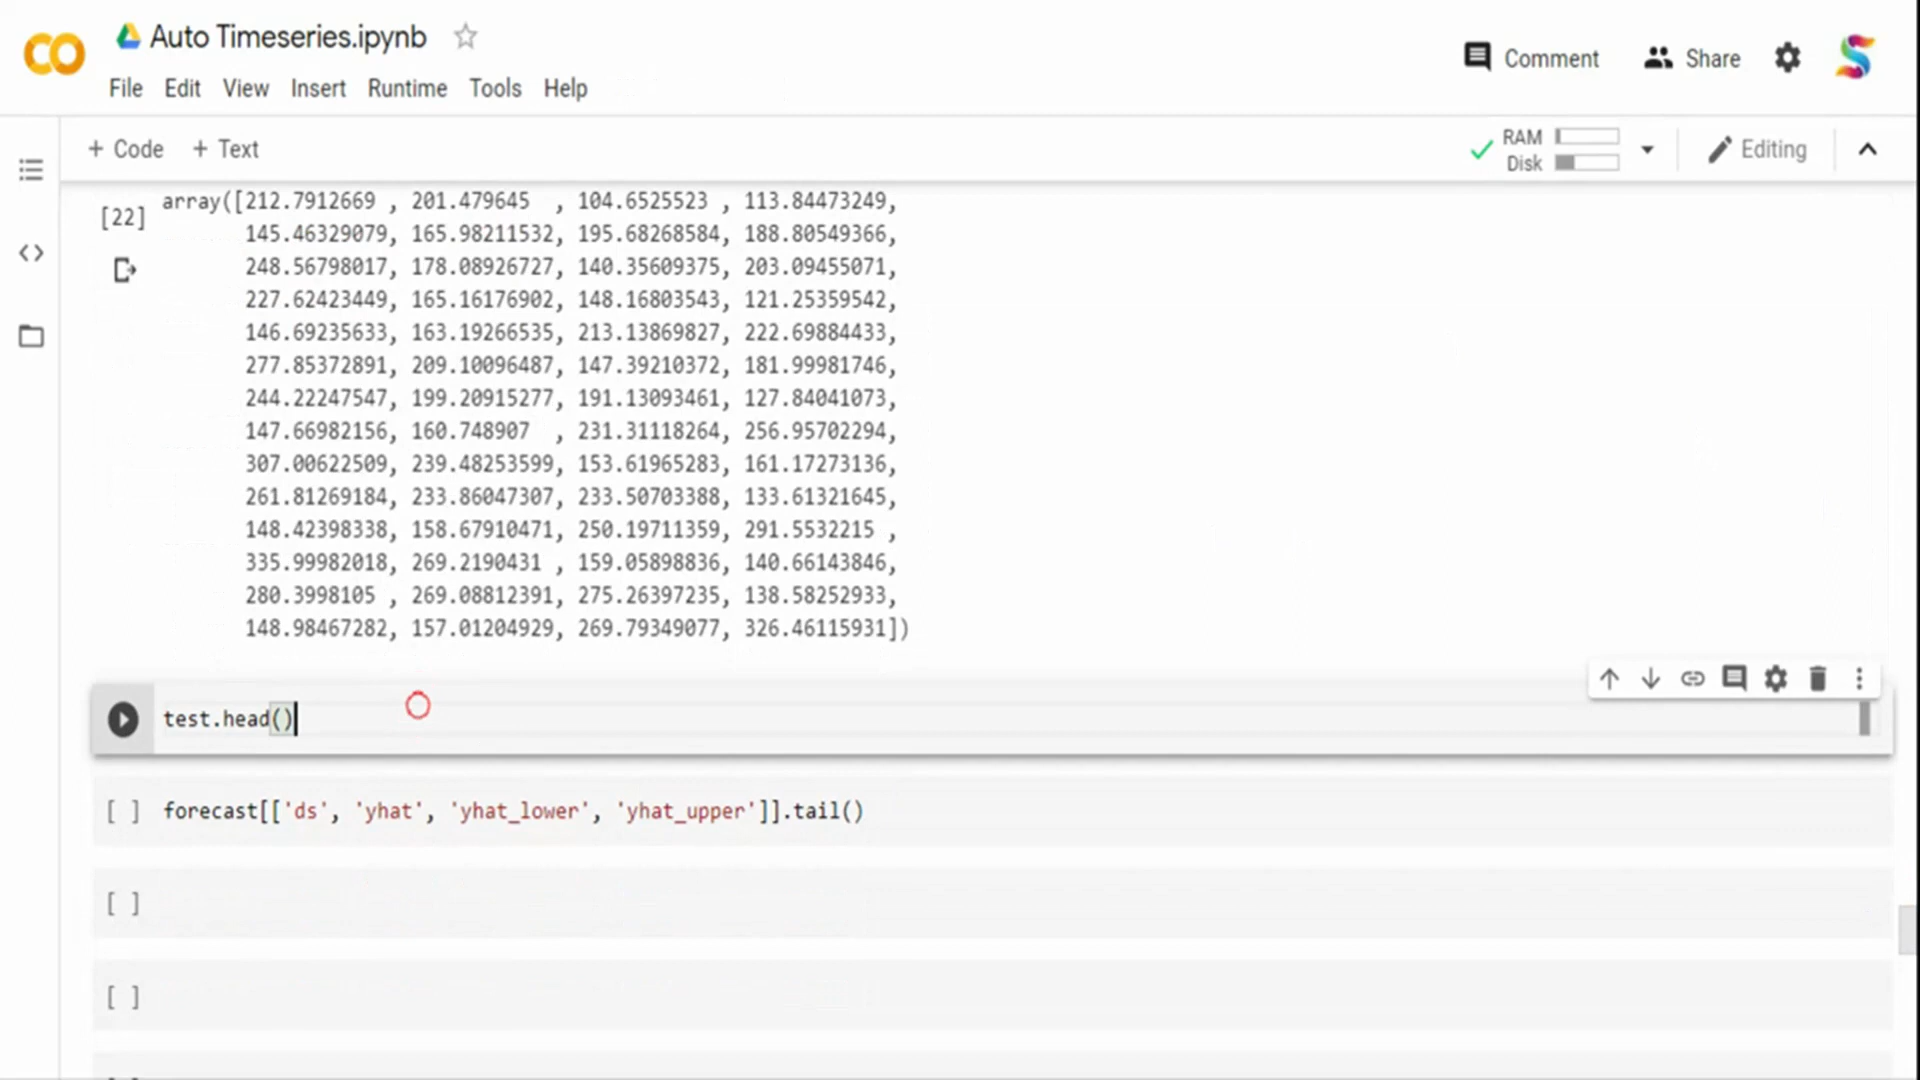 Auto Timeseries.ipynb
Comment
Share
File Edit View Insert Runtime Tools Help
+ Code + Text
RAM
Disk
Editing
[22]
array([212.7912669 , 201.479645  , 104.6525523 , 113.84473249,
145.46329079, 165.98211532, 195.68268584, 188.80549366,
248.56798017, 178.08926727, 140.35609375, 203.09455071,
227.62423449, 165.16176902, 148.16803543, 121.25359542,
146.69235633, 163.19266535, 213.13869827, 222.69884433,
277.85372891, 209.10096487, 147.39210372, 181.99981746,
244.22247547, 199.20915277, 191.13093461, 127.84041073,
147.66982156, 160.748907  , 231.31118264, 256.95702294,
307.00622509, 239.48253599, 153.61965283, 161.17273136,
261.81269184, 233.86047307, 233.50703388, 133.61321645,
148.42398338, 158.67910471, 250.19711359, 291.5532215 ,
335.99982018, 269.2190431 , 159.05898836, 140.66143846,
280.3998105 , 269.08812391, 275.26397235, 138.58252933,
148.98467282, 157.01204929, 269.79349077, 326.46115931])
test.head()
[ ] forecast[['ds', 'yhat', 'yhat_lower', 'yhat_upper']].tail()
[ ]
[ ]